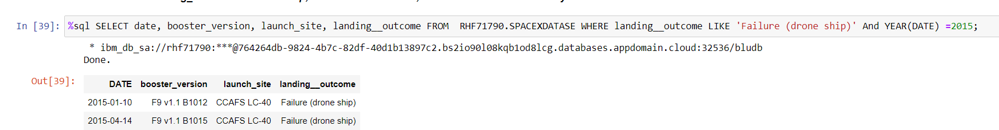 In [39]: %sql SELECT date, booster_version, launch_site, landing__outcome FROM  RHF71790.SPACEXDATASE WHERE landing__outcome LIKE 'Failure (drone ship)' And YEAR(DATE) =2015;
* ibm_db_sa://rhf71790:***@764264db-9824-4b7c-82df-40d1b13897c2.bs2io90l08kqb1od8lcg.databases.appdomain.cloud:32536/bludb
Done.
Out[39]:
DATE booster_version launch_site landing__outcome
2015-01-10 F9 v1.1 B1012 CCAFS LC-40 Failure (drone ship)
2015-04-14 F9 v1.1 B1015 CCAFS LC-40 Failure (drone ship)